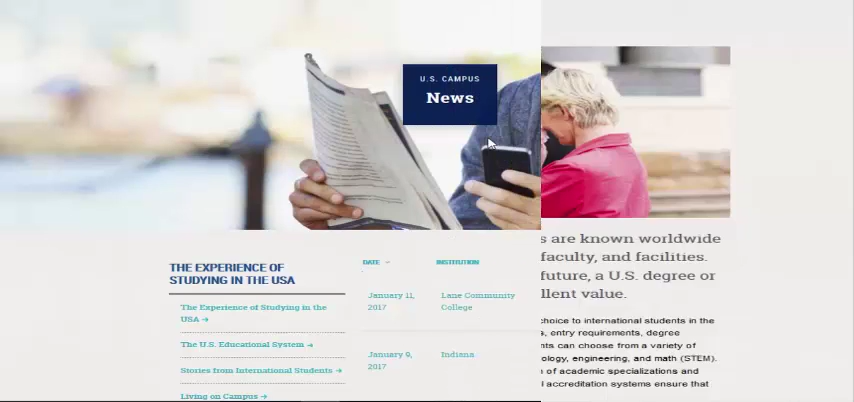 U.S. CAMPUS
News
THE EXPERIENCE OF
STUDYING IN THE USA
The Experience of Studying in the
USA →
The U.S. Educational System →
Stories from International Students →
Living on Campus →
DATE
INSTITUTION
January 11,
2017
Lane Community
College
January 9,
2017
Indiana
s are known worldwide
faculty, and facilities.
future, a U.S. degree or
llent value.
choice to international students in the
s, entry requirements, degree
nts can choose from a variety of
ology, engineering, and math (STEM).
n of academic specializations and
l accreditation systems ensure that